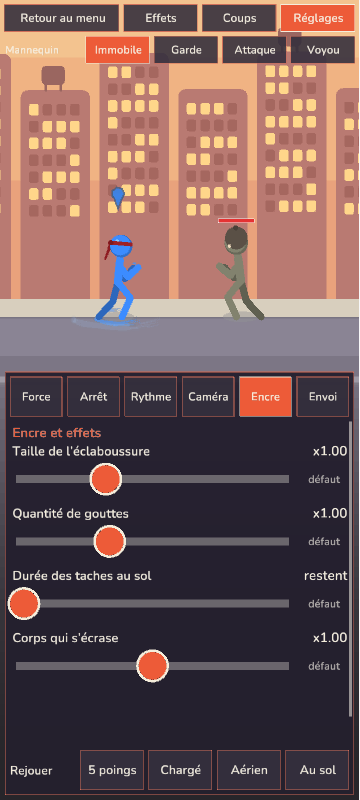 Retour au menu Effets Coups Réglages
Mannequin Immobile Garde Attaque Voyou
Force Arrêt Rythme Caméra Encre Envoi
Encre et effets
Taille de l'éclaboussure x1.00
défaut
Quantité de gouttes x1.00
défaut
Durée des taches au sol restent
défaut
Corps qui s'écrase x1.00
défaut
Rejouer 5 poings Chargé Aérien Au sol